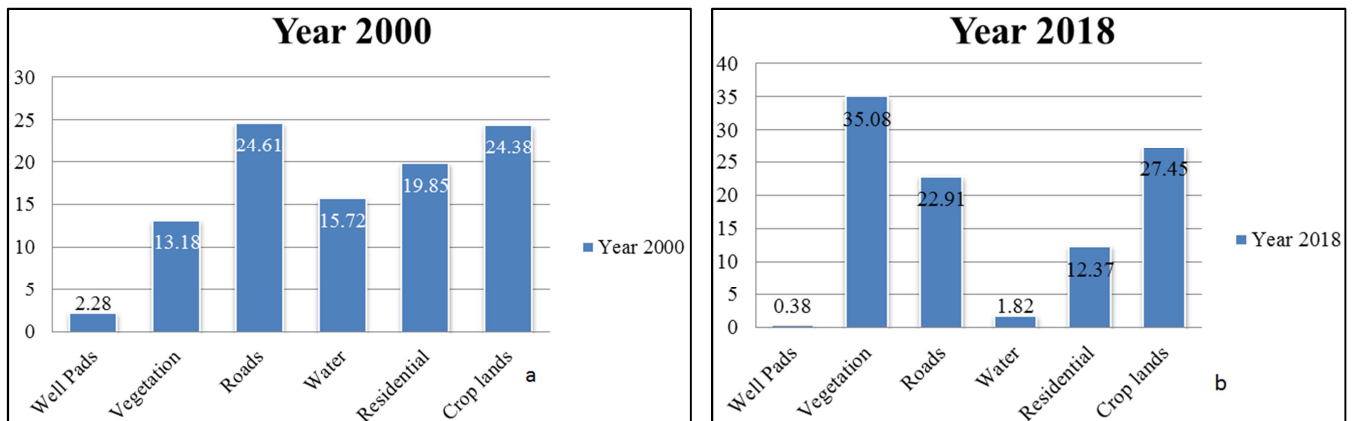 Year 2000
30
25
20
15
10
5
0
2.28
13.18
24.61
15.72
19.85
24.38
Well Pads
Vegetation
Roads
Water
Residential
Crop lands
Year 2000
a
Year 2018
40
35
30
25
20
15
10
5
0
0.38
35.08
22.91
1.82
12.37
27.45
Well Pads
Vegetation
Roads
Water
Residential
Crop lands
Year 2018
b